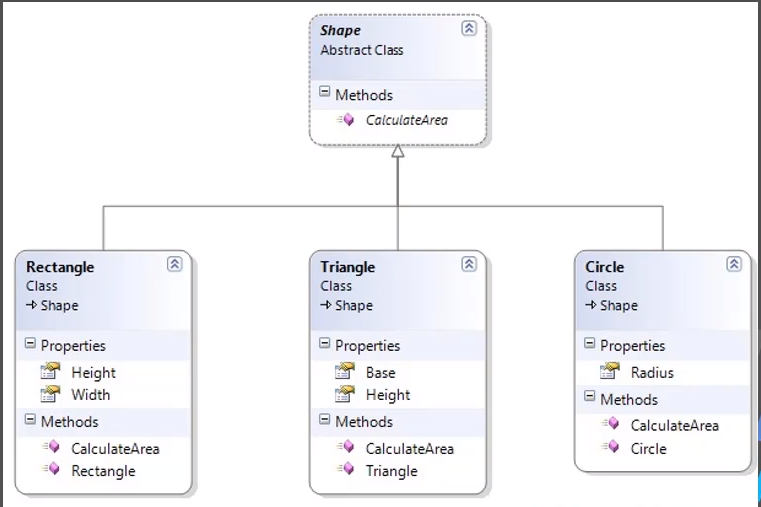 Shape
Abstract Class
Methods
CalculateArea
Rectangle
Class
Shape
Properties
Height
Width
Methods
CalculateArea
Rectangle
Triangle
Class
Shape
Properties
Base
Height
Methods
CalculateArea
Triangle
Circle
Class
Shape
Properties
Radius
Methods
CalculateArea
Circle